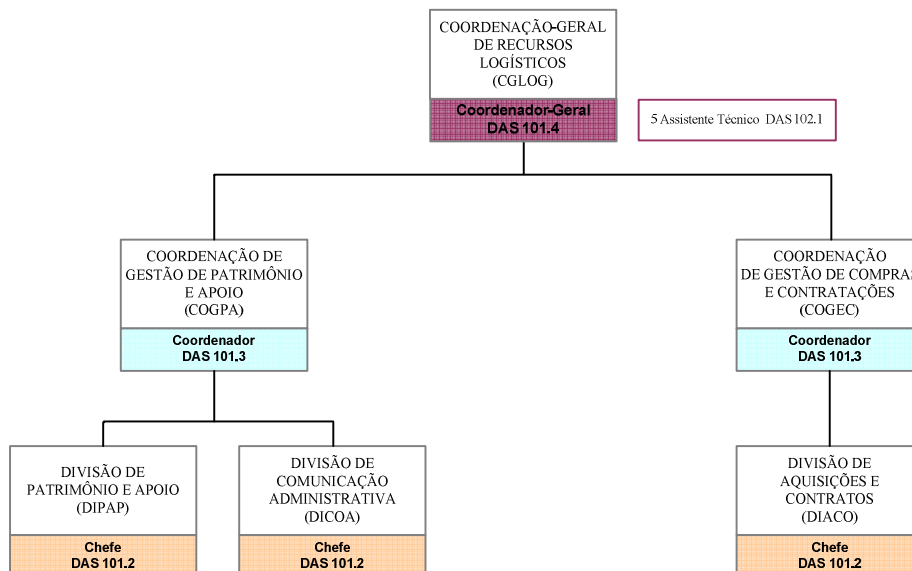 COORDENAÇÃO-GERAL
DE RECURSOS
LOGÍSTICOS
(CGLOG)
Coordenador-Geral
DAS 101.4
5 Assistente Técnico DAS 102.1
COORDENAÇÃO DE
GESTÃO DE PATRIMÔNIO
E APOIO
(COGPA)
Coordenador
DAS 101.3
COORDENAÇÃO
DE GESTÃO DE COMPRAS
E CONTRATAÇÕES
(COGEC)
Coordenador
DAS 101.3
DIVISÃO DE
PATRIMÔNIO E APOIO
(DIPAP)
Chefe
DAS 101.2
DIVISÃO DE
COMUNICAÇÃO
ADMINISTRATIVA
(DICOA)
Chefe
DAS 101.2
DIVISÃO DE
AQUISIÇÕES E
CONTRATOS
(DIACO)
Chefe
DAS 101.2